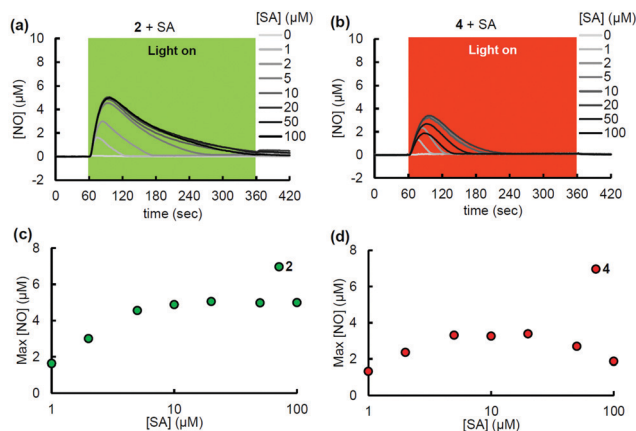 (a)
2 + SA
[SA] (µM)
Light on
0
1
2
5
10
20
50
100
[NO] (µM)
10
8
6
4
2
0
-2
0 60 120 180 240 300 360 420
time (sec)
(b)
4 + SA
[SA] (µM)
Light on
0
1
2
5
10
20
50
100
[NO] (µM)
10
8
6
4
2
0
-2
0 60 120 180 240 300 360 420
time (sec)
(c)
2
Max [NO] (µM)
8
6
4
2
0
1 10 100
[SA] (µM)
(d)
4
Max [NO] (µM)
8
6
4
2
0
1 10 100
[SA] (µM)